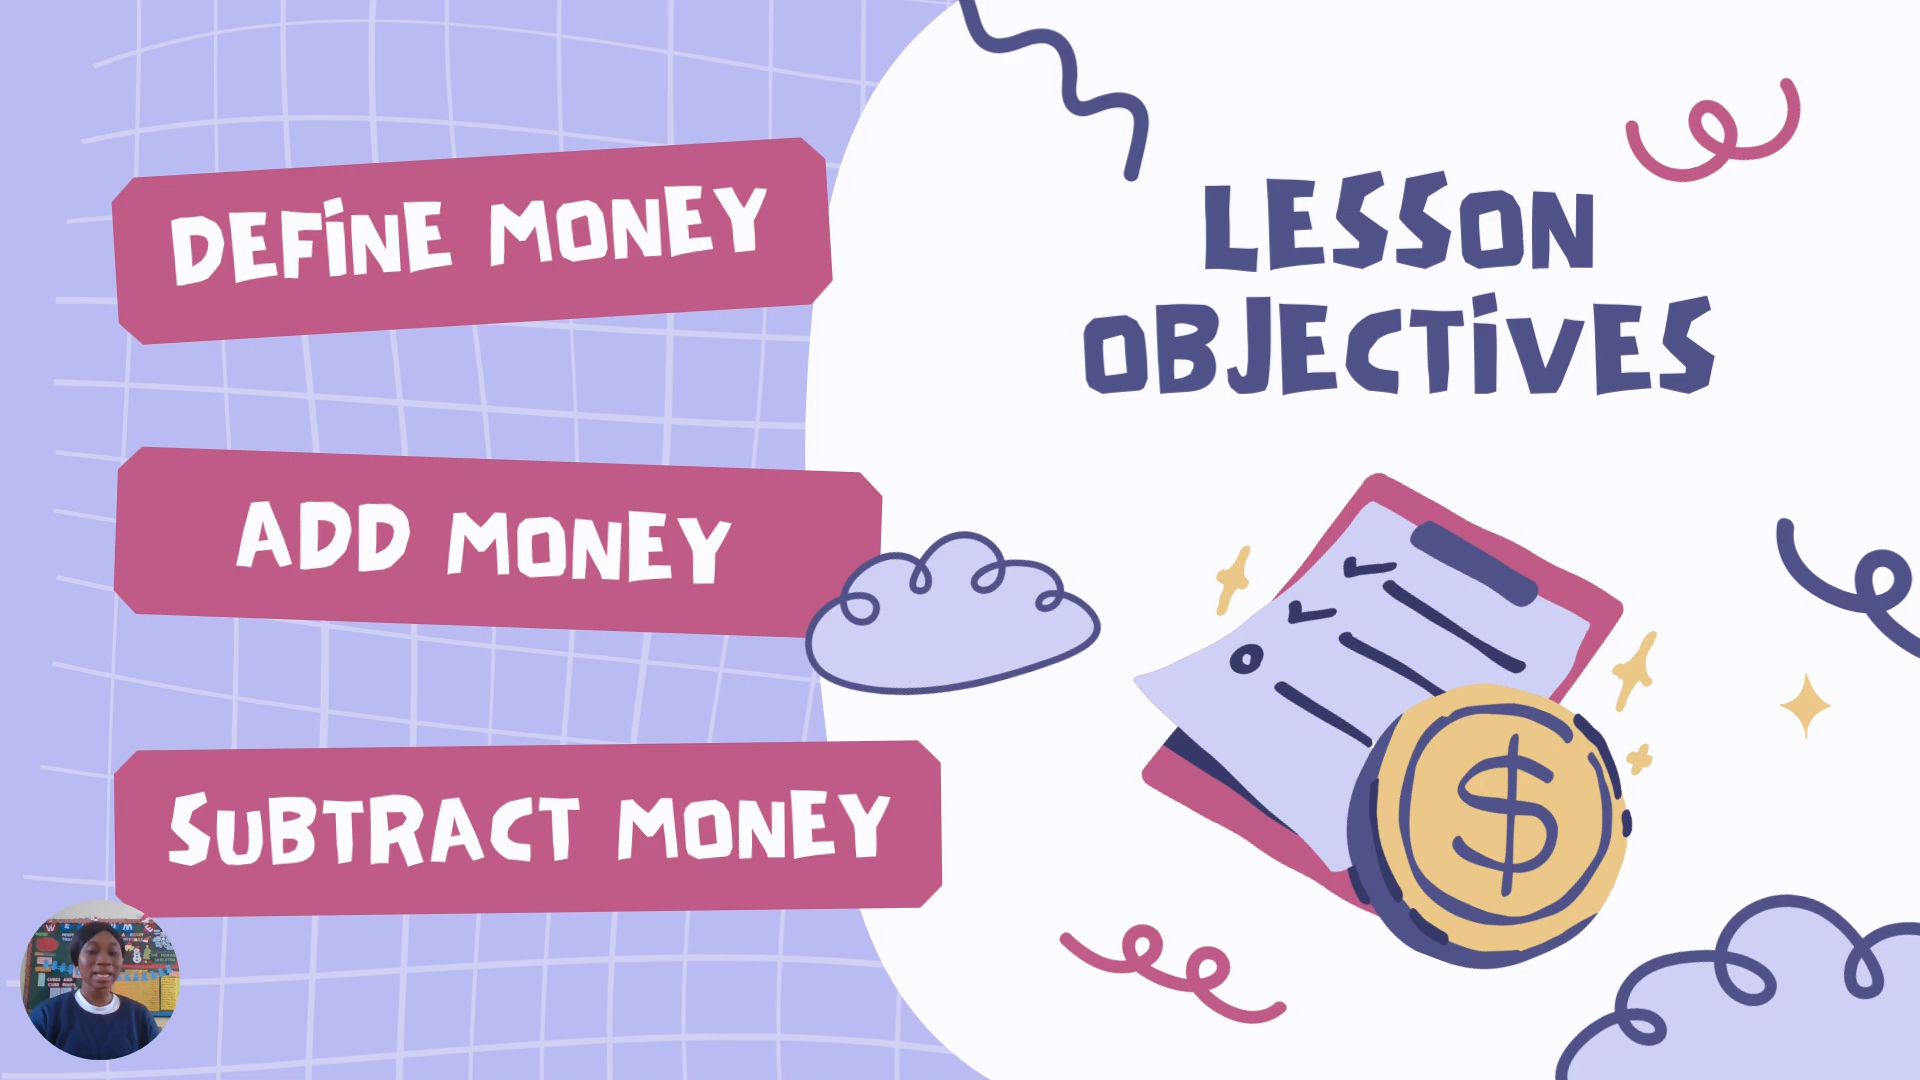 LESSON
OBJECTIVES
DEFINE MONEY
ADD MONEY
SUBTRACT MONEY
$